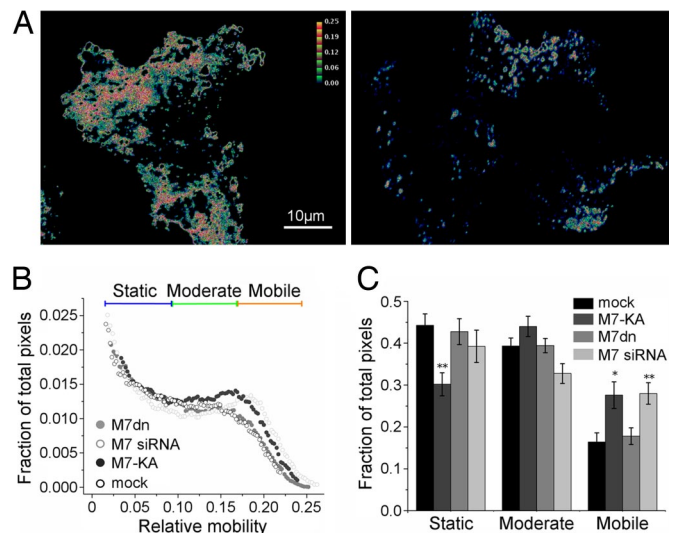 A
0.25
0.19
0.12
0.06
0.00
10μm
B
Static Moderate Mobile
0.025
0.020
0.015
0.010
0.005
0.000
Fraction of total pixels
M7dn
M7 siRNA
M7-KA
mock
0 0.05 0.10 0.15 0.20 0.25
Relative mobility
C
0.5
0.4
0.3
0.2
0.1
0.0
Fraction of total pixels
mock
M7-KA
M7dn
M7 siRNA
**
*
**
Static Moderate Mobile